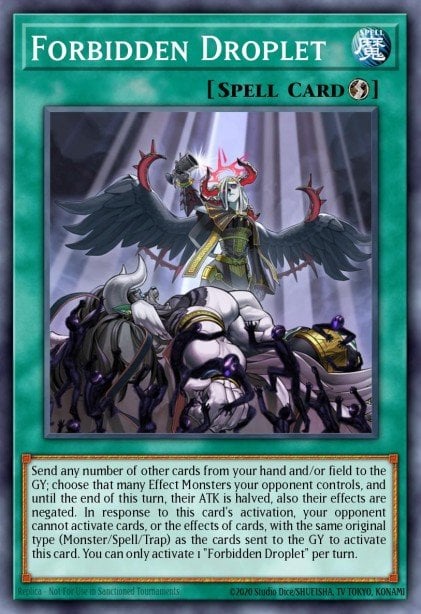 FORBIDDEN DROPLET
SPELL
魔
[SPELL CARD]
Send any number of other cards from your hand and/or field to the
GY; choose that many Effect Monsters your opponent controls, and
until the end of this turn, their ATK is halved, also their effects are
negated. In response to this card's activation, your opponent
cannot activate cards, or the effects of cards, with the same original
type (Monster/Spell/Trap) as the cards sent to the GY to activate
this card. You can only activate 1 "Forbidden Droplet" per turn.
Replica - Not For Use in Sanctioned Tournaments
©2020 Studio Dice/SHUEISHA, TV TOKYO, KONAMI